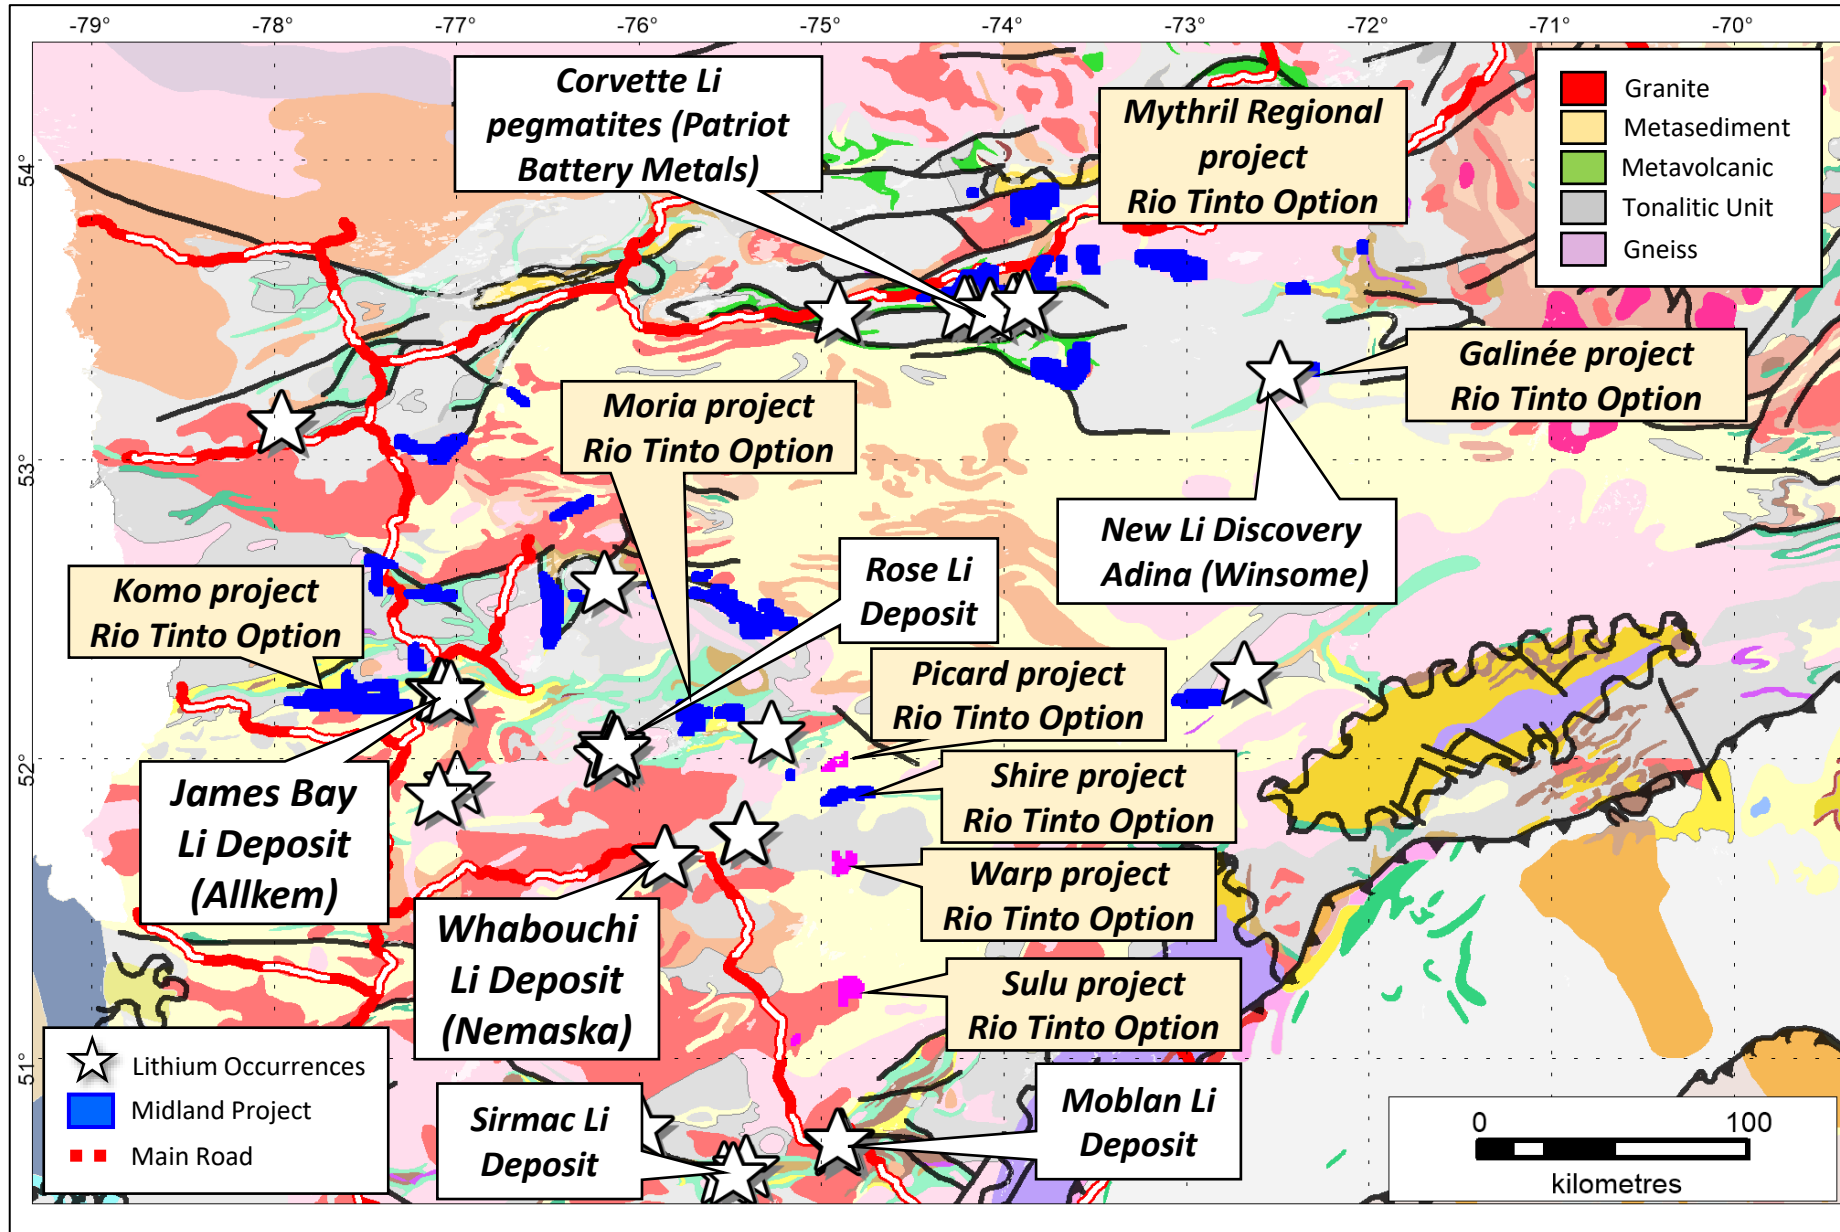 -79°
-78°
-77°
-76°
-75°
-74°
-73°
-72°
-71°
-70°
54°
53°
52°
51°
Corvette Li
pegmatites (Patriot
Battery Metals)
Mythril Regional
project
Rio Tinto Option
Granite
Metasediment
Metavolcanic
Tonalitic Unit
Gneiss
Galinée project
Rio Tinto Option
Moria project
Rio Tinto Option
New Li Discovery
Adina (Winsome)
Rose Li
Deposit
Komo project
Rio Tinto Option
Picard project
Rio Tinto Option
Shire project
Rio Tinto Option
James Bay
Li Deposit
(Allkem)
Warp project
Rio Tinto Option
Whabouchi
Li Deposit
(Nemaska)
Sulu project
Rio Tinto Option
Lithium Occurrences
Midland Project
Main Road
Sirmac Li
Deposit
Moblan Li
Deposit
0 100
kilometres